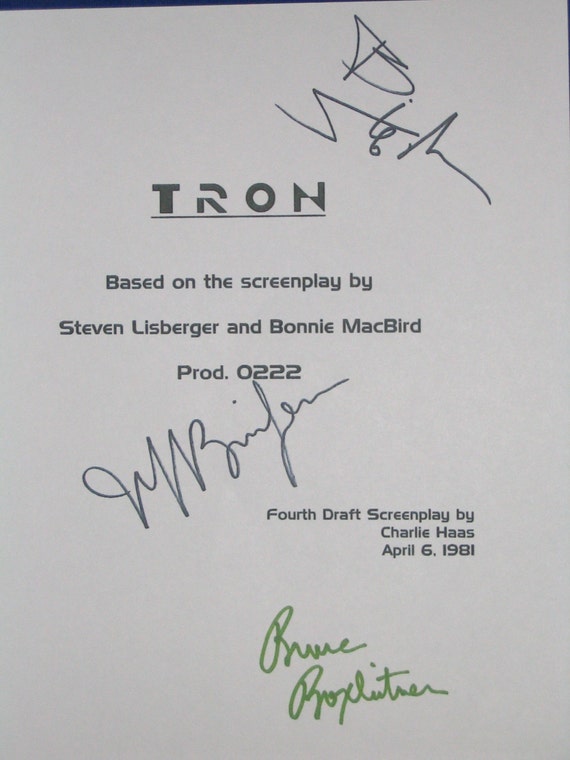 TRON
Based on the screenplay by
Steven Lisberger and Bonnie MacBird
Prod. 0222
Fourth Draft Screenplay by
Charlie Haas
April 6, 1981
Bruce
Boxleitner